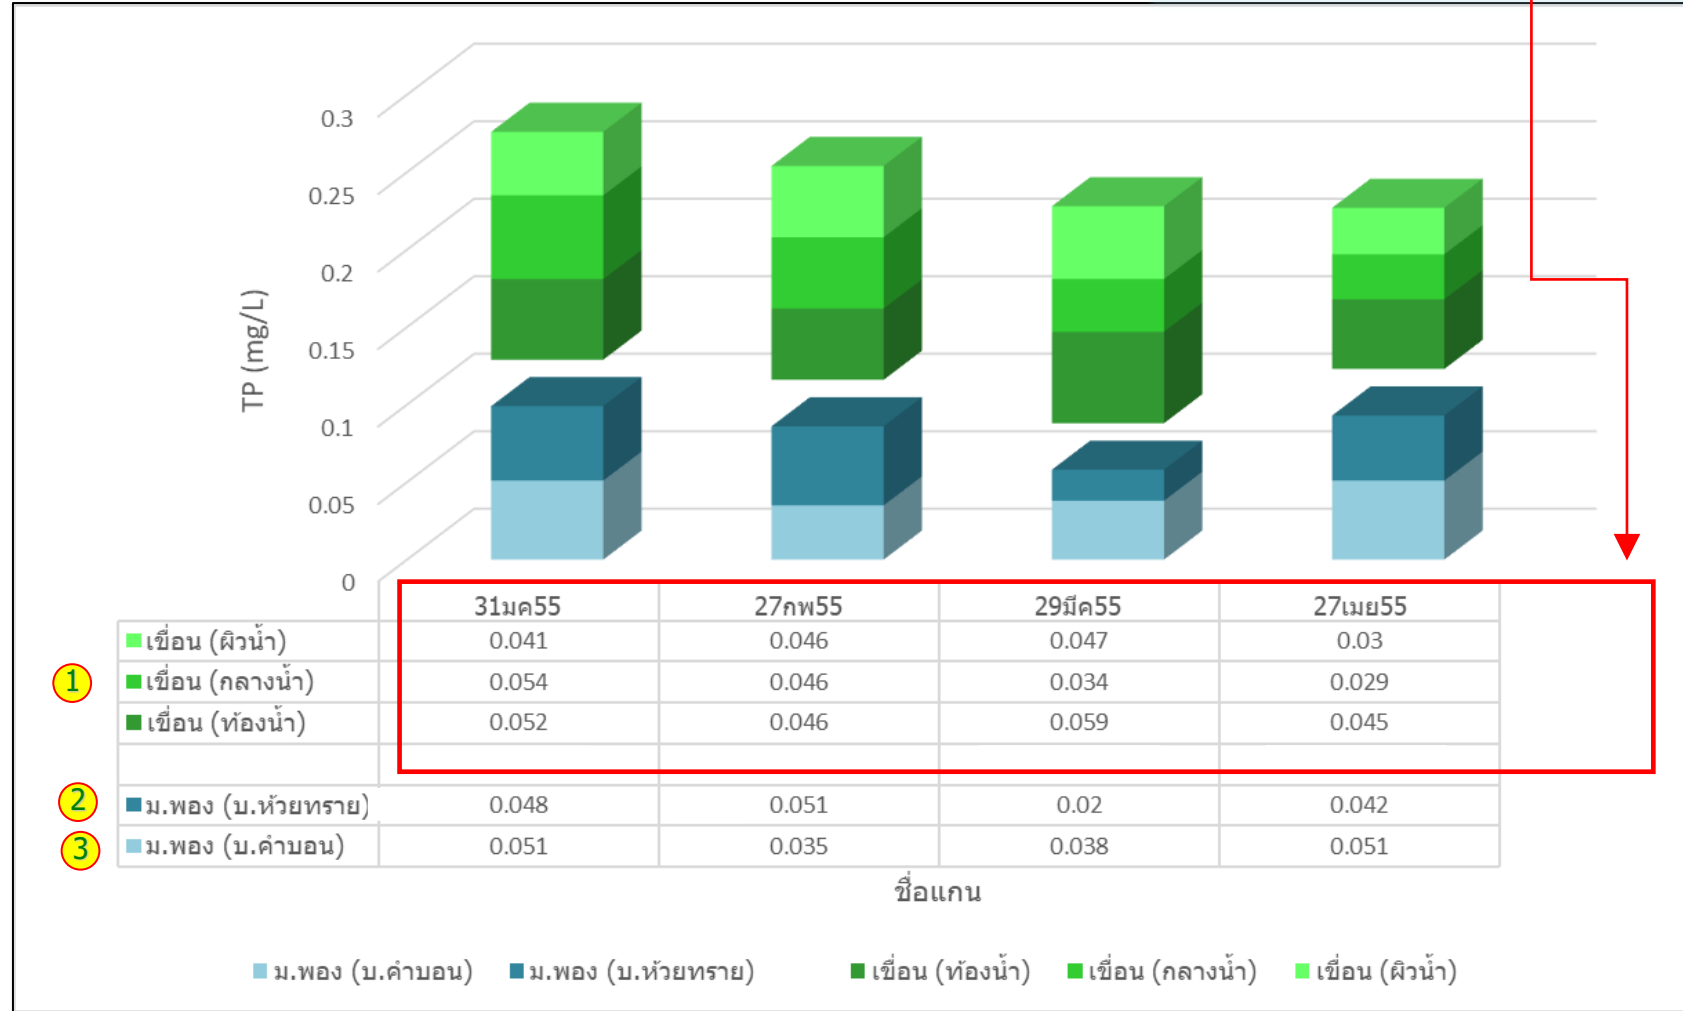 0.3
0.25
0.2
0.15
0.1
0.05
0
TP (mg/L)
31มค55 27กพ55 29มีค55 27เมย55
เขื่อน (ผิวน้ำ) 0.041 0.046 0.047 0.03
1 เขื่อน (กลางน้ำ) 0.054 0.046 0.034 0.029
เขื่อน (ท้องน้ำ) 0.052 0.046 0.059 0.045
2 ม.พอง (บ.ห้วยทราย) 0.048 0.051 0.02 0.042
3 ม.พอง (บ.คำบอน) 0.051 0.035 0.038 0.051
ชื่อแกน
ม.พอง (บ.คำบอน) ม.พอง (บ.ห้วยทราย) เขื่อน (ท้องน้ำ) เขื่อน (กลางน้ำ) เขื่อน (ผิวน้ำ)